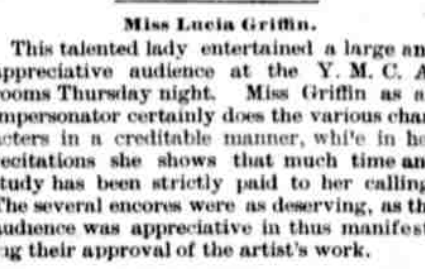 Miss Lucia Griffin.
This talented lady entertained a large an
appreciative audience at the Y. M. C. A
rooms Thursday night. Miss Griffin as a
impersonator certainly does the various char
acters in a creditable manner, whi'e in he
recitations she shows that much time an
study has been strictly paid to her calling
The several encores were as deserving, as th
audience was appreciative in thus manifest
ing their approval of the artist's work.